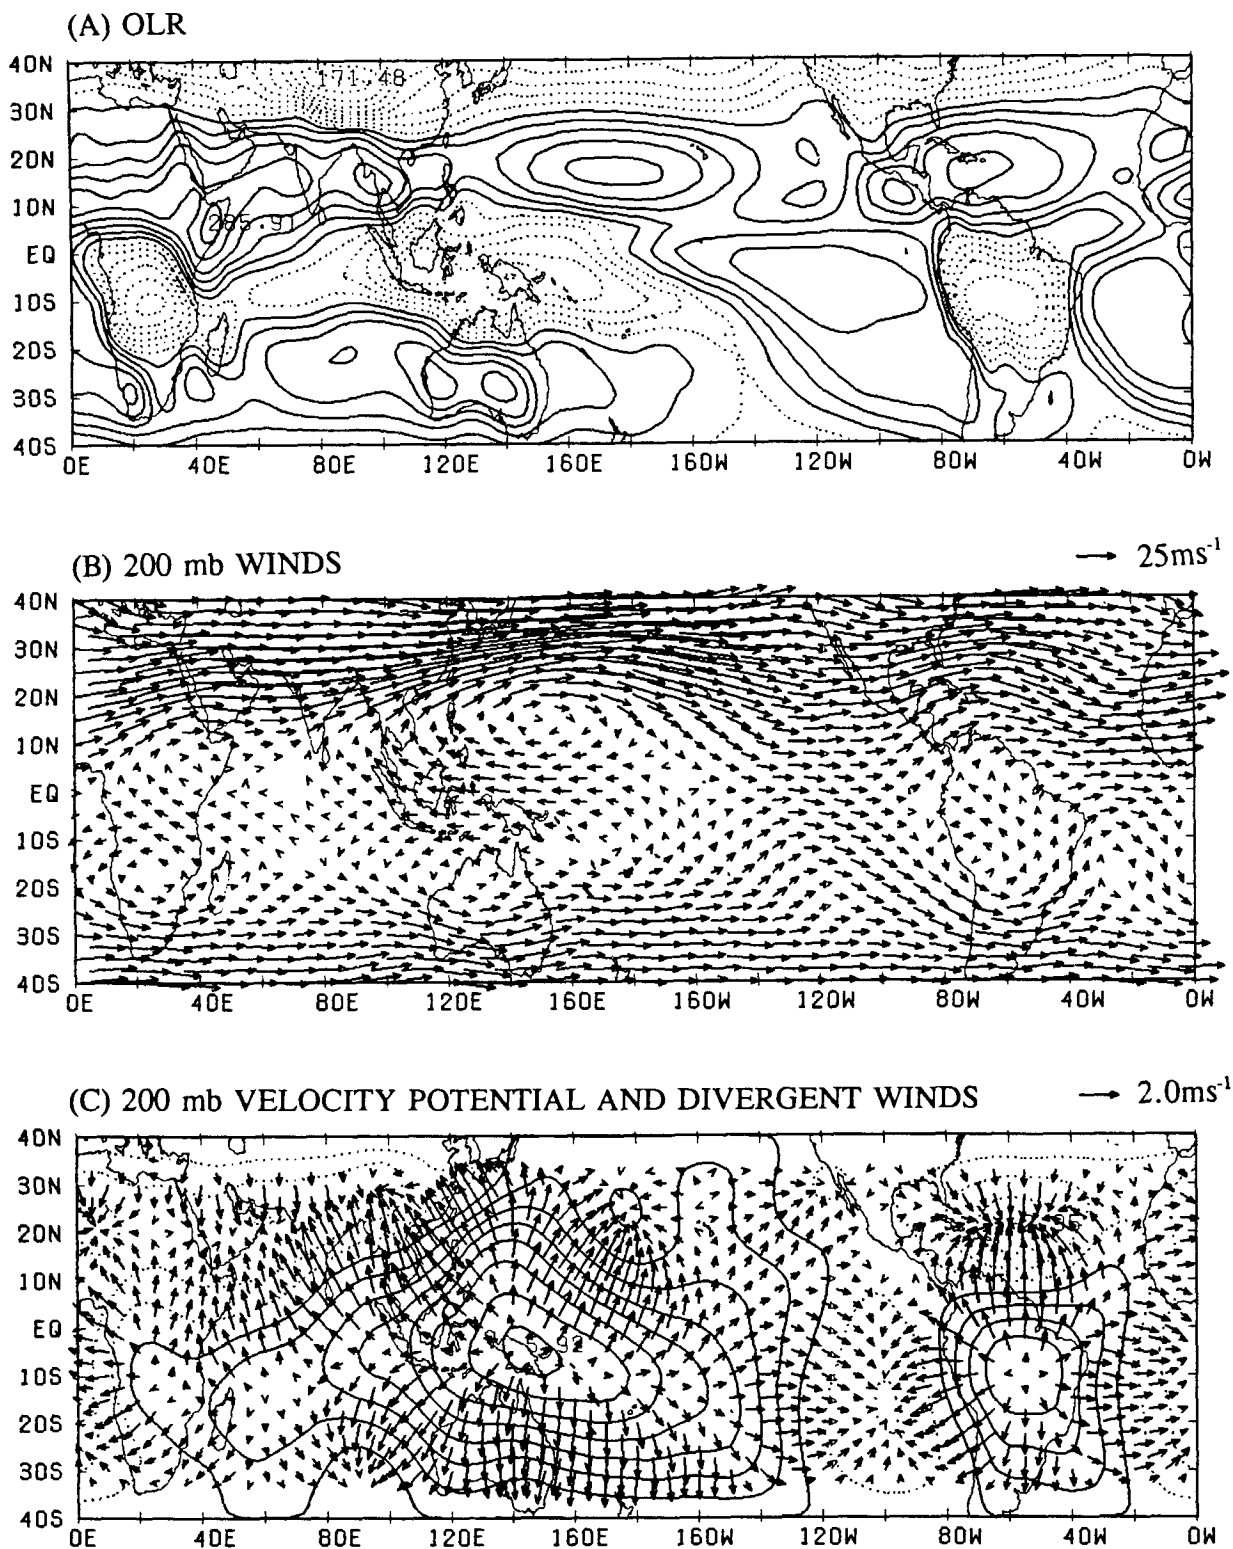 (A) OLR
40N
171.48
30N
20N
10N
285.91
EQ
10S
20S
30S
40S
0E 40E 80E 120E 160E 160W 120W 80W 40W 0W
(B) 200 mb WINDS
25ms-1
40N
30N
20N
10N
EQ
10S
20S
30S
40S
0E 40E 80E 120E 160E 160W 120W 80W 40W 0W
(C) 200 mb VELOCITY POTENTIAL AND DIVERGENT WINDS
2.0ms-1
40N
30N
20N
10N
EQ
10S
20S
30S
40S
0E 40E 80E 120E 160E 160W 120W 80W 40W 0W